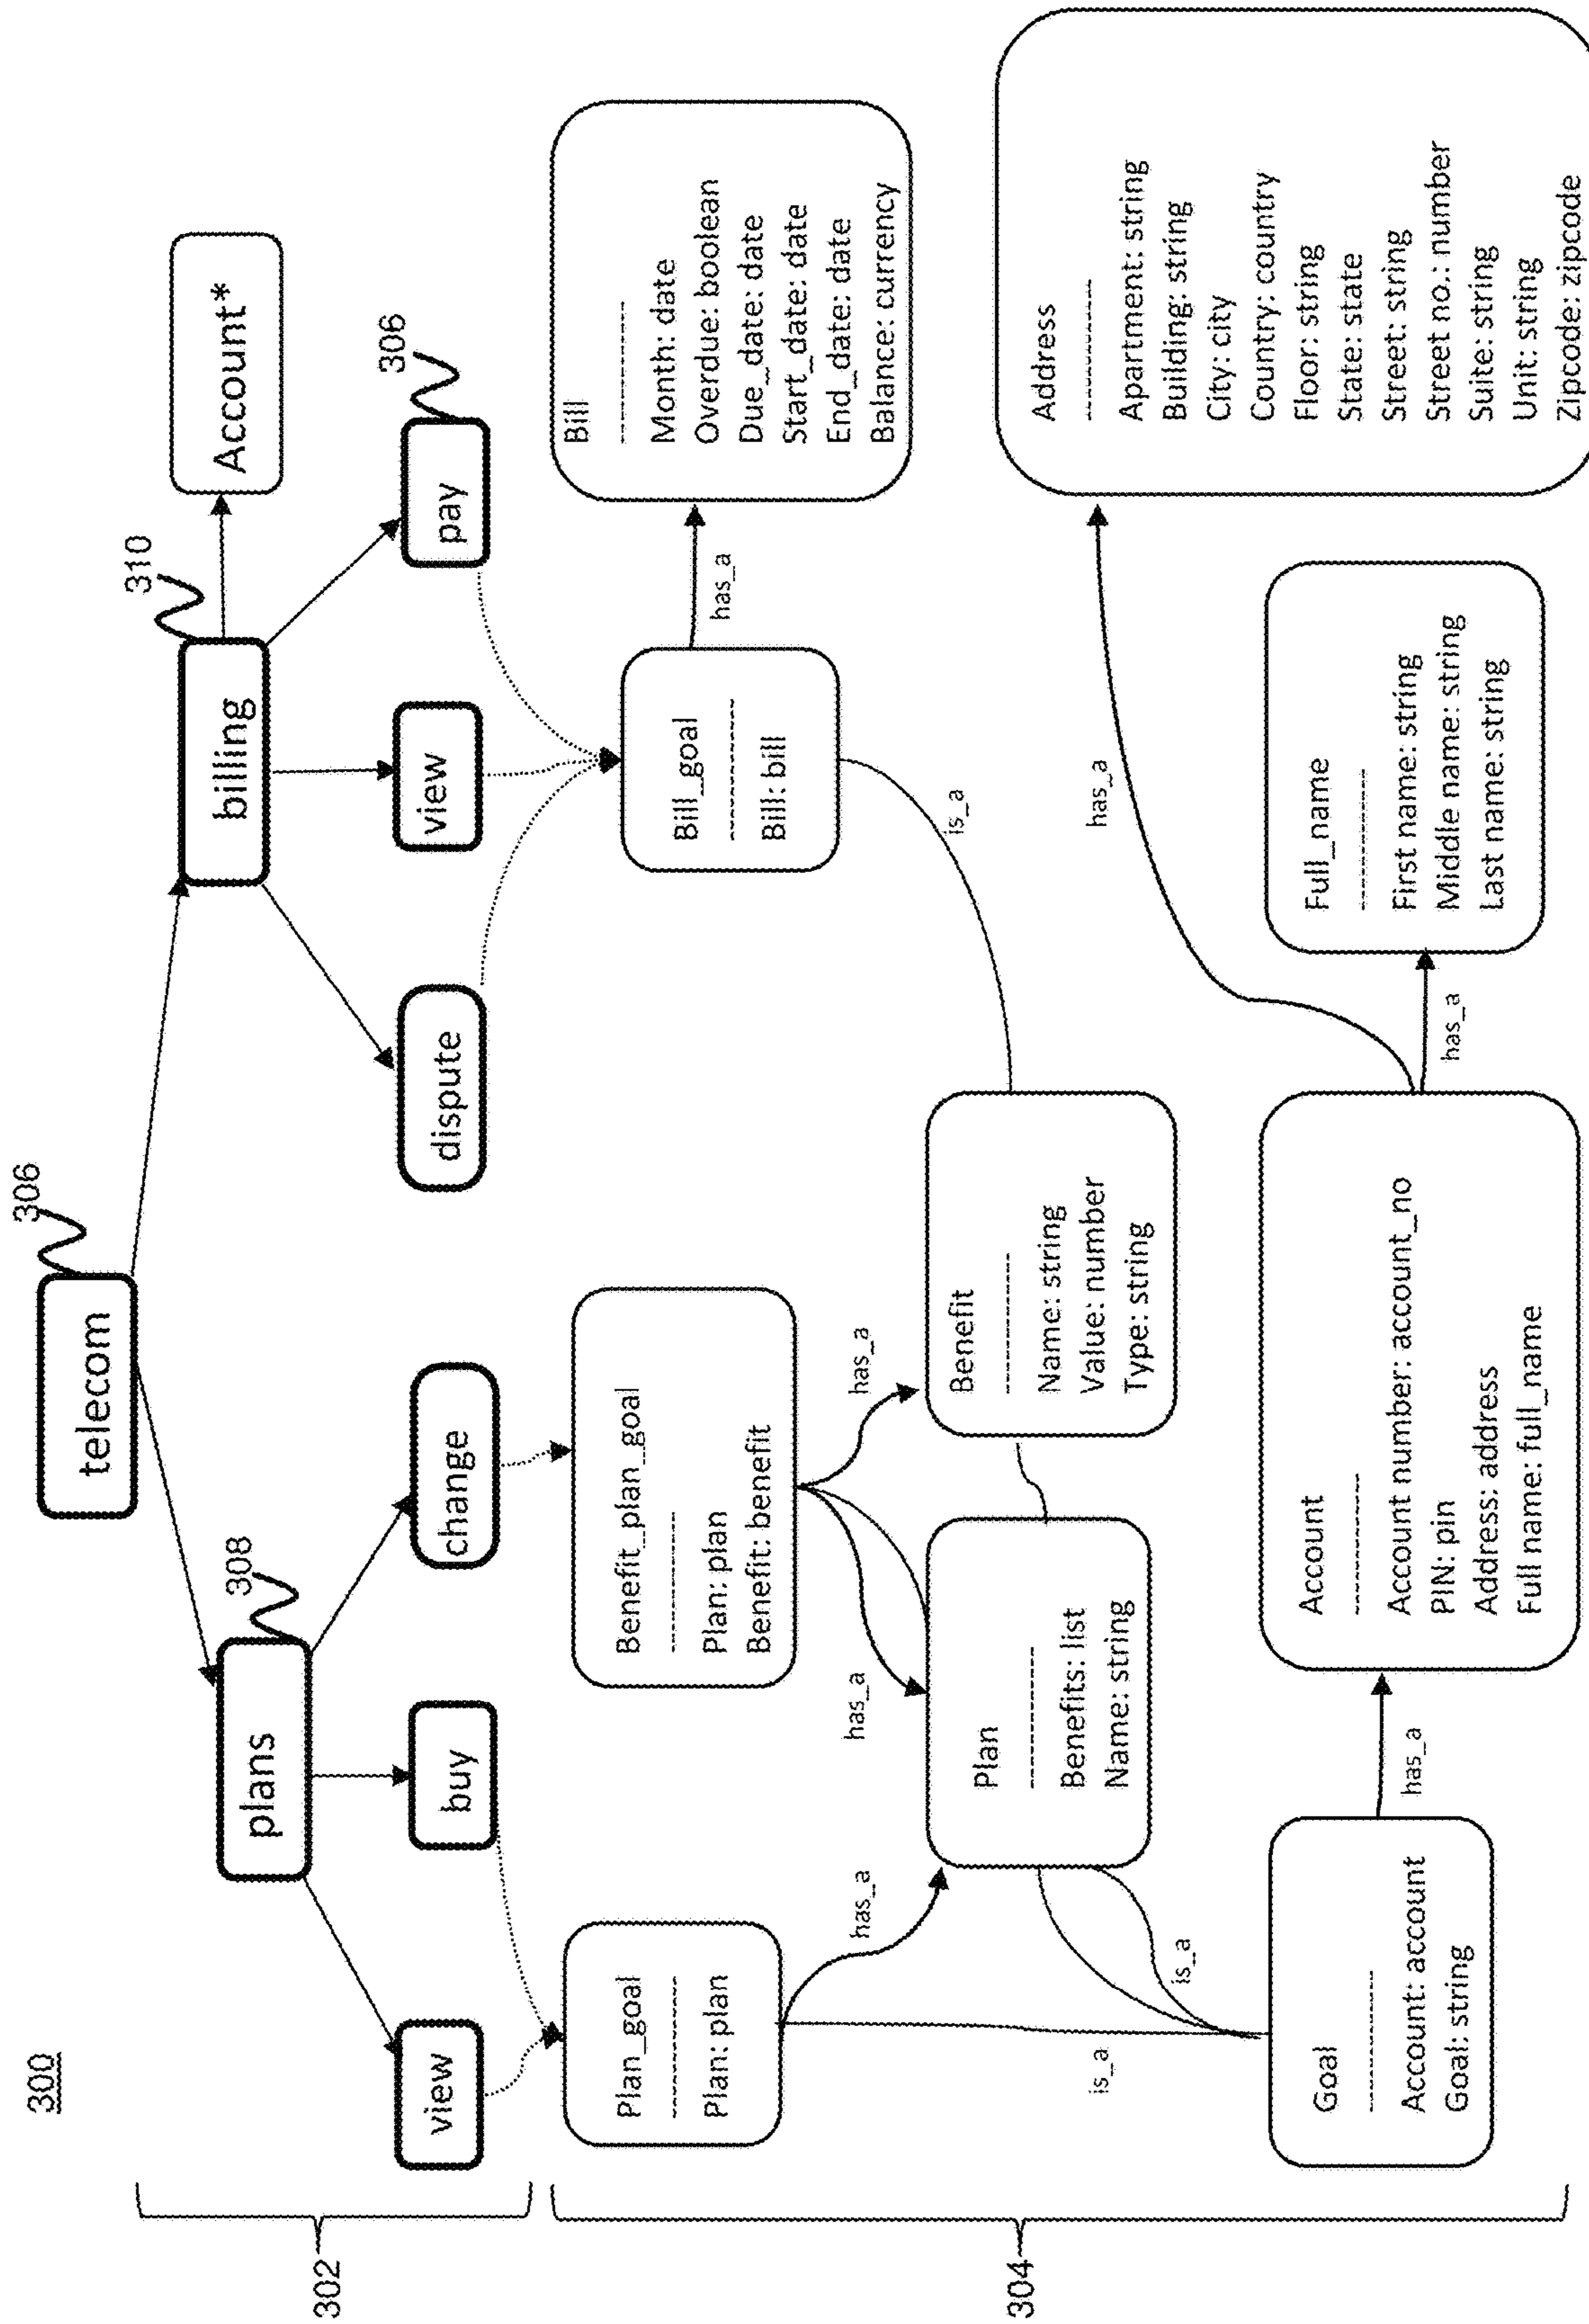 300
306
telecom
308
310
plans
billing
Account*
302
view
buy
change
dispute
view
pay
306
Plan_goal
Plan: plan
Benefit_plan_goal
Plan: plan
Benefit: benefit
Bill_goal
Bill: bill
has_a
Bill
Month: date
Overdue: boolean
Due_date: date
Start_date: date
End_date: date
Balance: currency
304
has_a
has_a
has_a
is_a
Plan
Benefits: list
Name: string
Benefit
Name: string
Value: number
Type: string
is_a
is_a
has_a
Goal
Account: account
Goal: string
has_a
Account
Account number: account_no
PIN: pin
Address: address
Full name: full_name
has_a
Full_name
First name: string
Middle name: string
Last name: string
Address
Apartment: string
Building: string
City: city
Country: country
Floor: string
State: state
Street: string
Street no.: number
Suite: string
Unit: string
Zipcode: zipcode